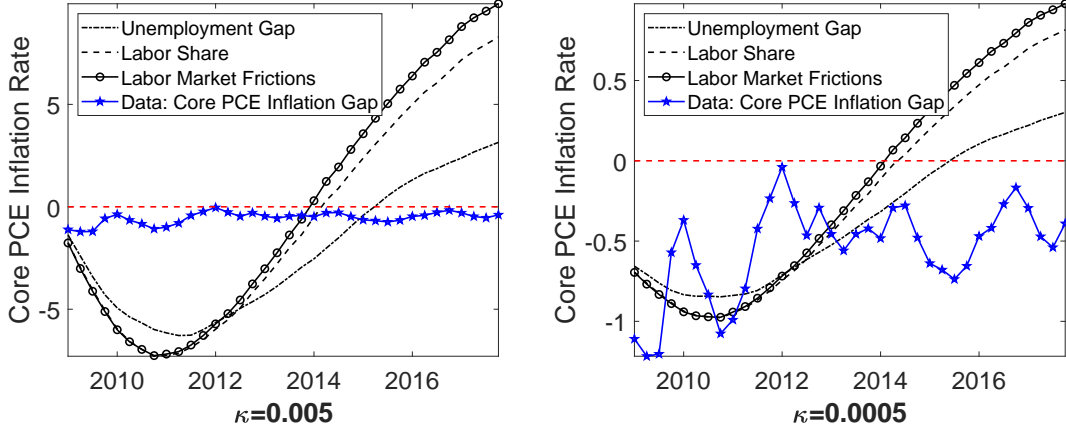 Unemployment Gap
Labor Share
Labor Market Frictions
Data: Core PCE Inflation Gap
Core PCE Inflation Rate
5
0
-5
2010 2012 2014 2016
κ=0.005
Unemployment Gap
Labor Share
Labor Market Frictions
Data: Core PCE Inflation Gap
Core PCE Inflation Rate
0.5
0
-0.5
-1
2010 2012 2014 2016
κ=0.0005